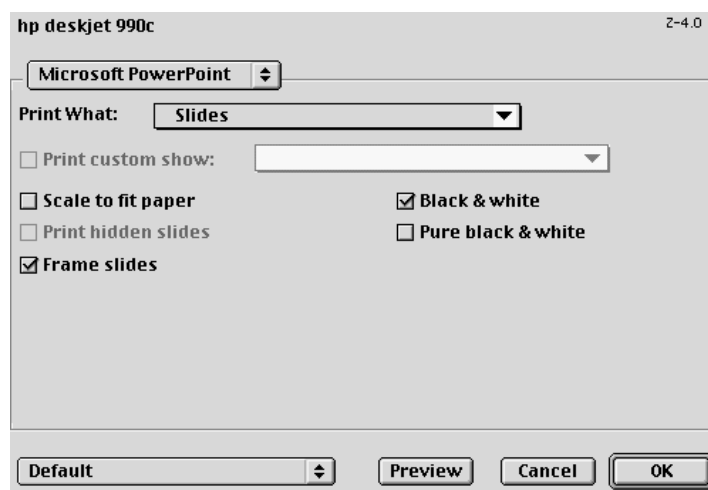 hp deskjet 990c Z-4.0
Microsoft PowerPoint
Print What: Slides
Print custom show:
Scale to fit paper Black & white
Print hidden slides Pure black & white
Frame slides
Default Preview Cancel OK